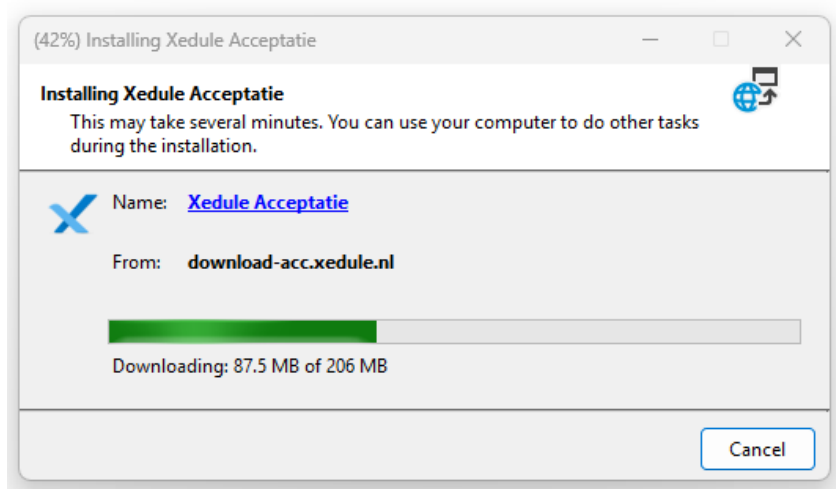 (42%) Installing Xedule Acceptatie
Installing Xedule Acceptatie
This may take several minutes. You can use your computer to do other tasks
during the installation.
Name: Xedule Acceptatie
From: download-acc.xedule.nl
Downloading: 87.5 MB of 206 MB
Cancel